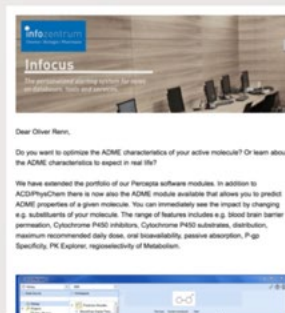 infozentrum
Chemie | Biologie | Pharmazie
Infocus
The personalized alerting system for news
on databases, tools and services.
Dear Oliver Renn,
Do you want to optimize the ADME characteristics of your active molecule? Or learn abou
the ADME characteristics to expect in real life?
We have extended the portfolio of our Percepta software modules. In addition to
ACD/PhysChem there is now also the ADME module available that allows you to predict
ADME properties of a given molecule. You can immediately see the impact by changing
e.g. substituents of your molecule. The range of features includes e.g. blood brain barrier
permeation, Cytochrome P450 inhibitors, Cytochrome P450 substrates, distribution,
maximum recommended daily dose, oral bioavailability, passive absorption, P-gp
Specificity, PK Explorer, regioselectivity of Metabolism.